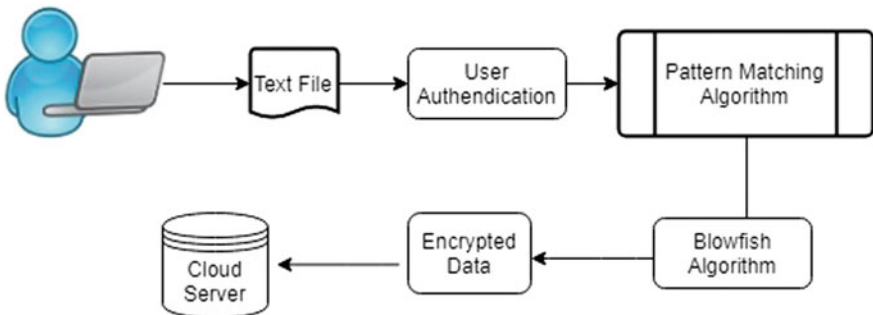 Text File
User
Authendication
Pattern Matching
Algorithm
Blowfish
Algorithm
Encrypted
Data
Cloud
Server